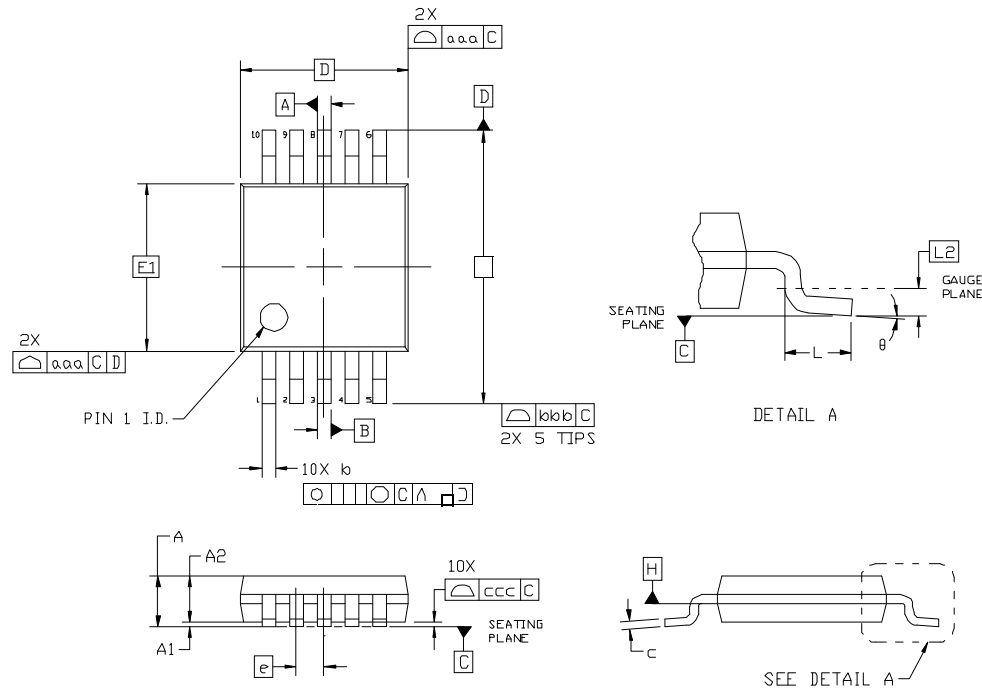 2X
aaa C
D
A
D
10 9 8 7 6
E1
L2
GAUGE
PLANE
SEATING
PLANE
C
θ
L
2X
aaa C D
1 2 3 4 5
PIN 1 I.D.
bbb C
2X 5 TIPS
B
DETAIL A
10X b
C
A
A2
10X
ccc C
H
SEATING
PLANE
A1
C
e
c
SEE DETAIL A